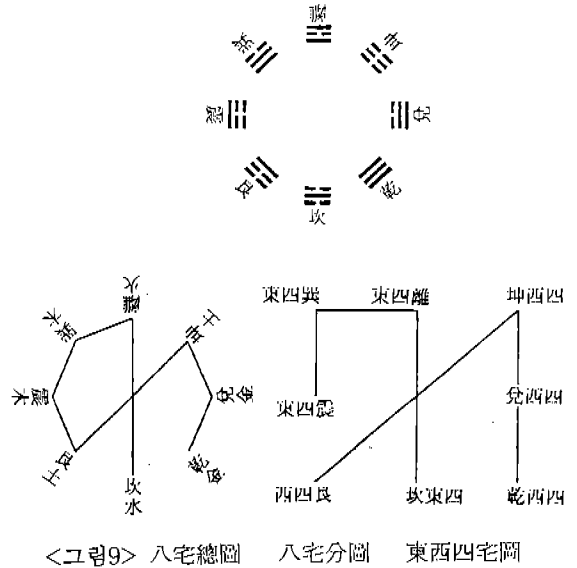 離
巽 坤
震 兌
艮 乾
坎
離火
巽木 坤土
震木 兌金
艮土 乾金
坎水
東四巽 東四離 坤西四
東四震 兌西四
西四艮 坎東四 乾西四
<그림9> 八宅總圖 八宅分圖 東西四宅圖